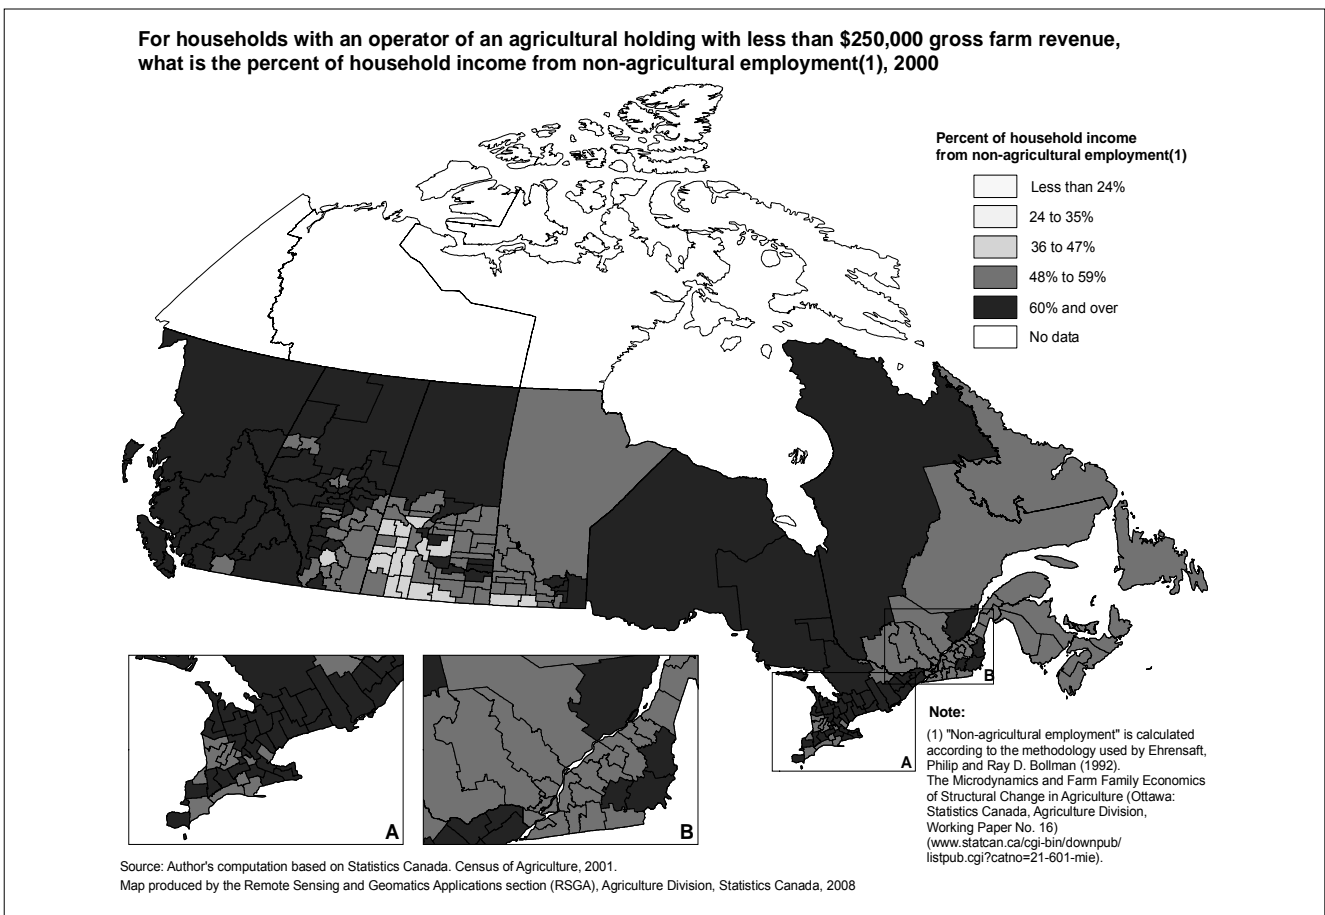 For households with an operator of an agricultural holding with less than $250,000 gross farm revenue,
what is the percent of household income from non-agricultural employment(1), 2000
Percent of household income
from non-agricultural employment(1)
Less than 24%
24 to 35%
36 to 47%
48% to 59%
60% and over
No data
B
A
A
B
Note:
(1) "Non-agricultural employment" is calculated
according to the methodology used by Ehrensaft,
Philip and Ray D. Bollman (1992).
The Microdynamics and Farm Family Economics
of Structural Change in Agriculture (Ottawa:
Statistics Canada, Agriculture Division,
Working Paper No. 16)
(www.statcan.ca/cgi-bin/downpub/
listpub.cgi?catno=21-601-mie).
Source: Author's computation based on Statistics Canada. Census of Agriculture, 2001.
Map produced by the Remote Sensing and Geomatics Applications section (RSGA), Agriculture Division, Statistics Canada, 2008